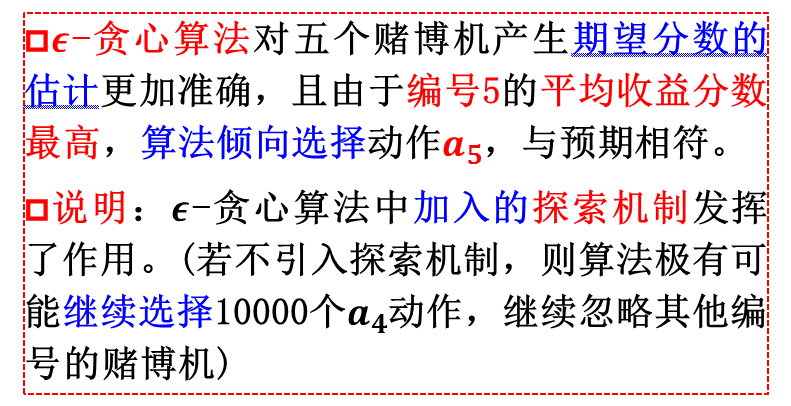 □ϵ-贪心算法对五个赌博机产生期望分数的
估计更加准确，且由于编号5的平均收益分数
最高，算法倾向选择动作a₅，与预期相符。
□说明：ϵ-贪心算法中加入的探索机制发挥
了作用。(若不引入探索机制，则算法极有可
能继续选择10000个a₄动作，继续忽略其他编
号的赌博机)